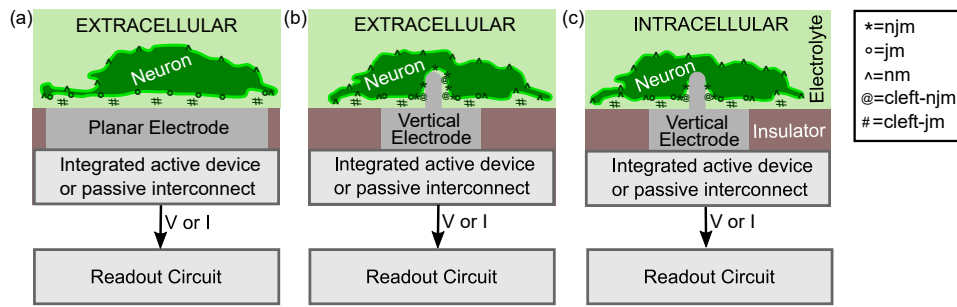 (a)
EXTRACELLULAR
Neuron
Planar Electrode
Integrated active device
or passive interconnect
V or I
Readout Circuit
(b)
EXTRACELLULAR
Neuron
Vertical
Electrode
Integrated active device
or passive interconnect
V or I
Readout Circuit
(c)
INTRACELLULAR
Electrolyte
Neuron
Vertical
Electrode
Insulator
Integrated active device
or passive interconnect
V or I
Readout Circuit
*=njm
o=jm
^=nm
@=cleft-njm
#=cleft-jm